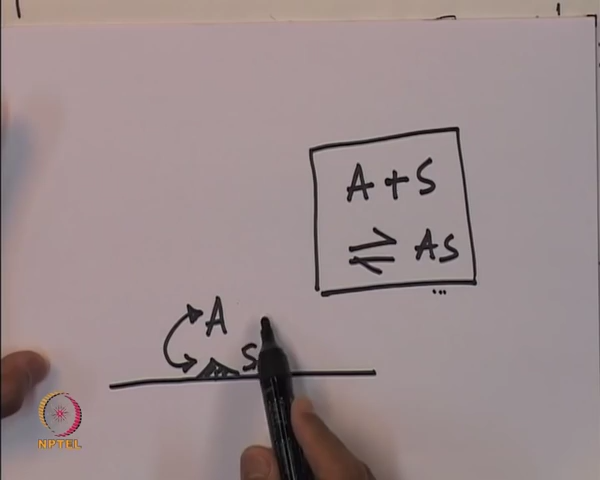 A + S
⇌ AS
...
A
S
NPTEL